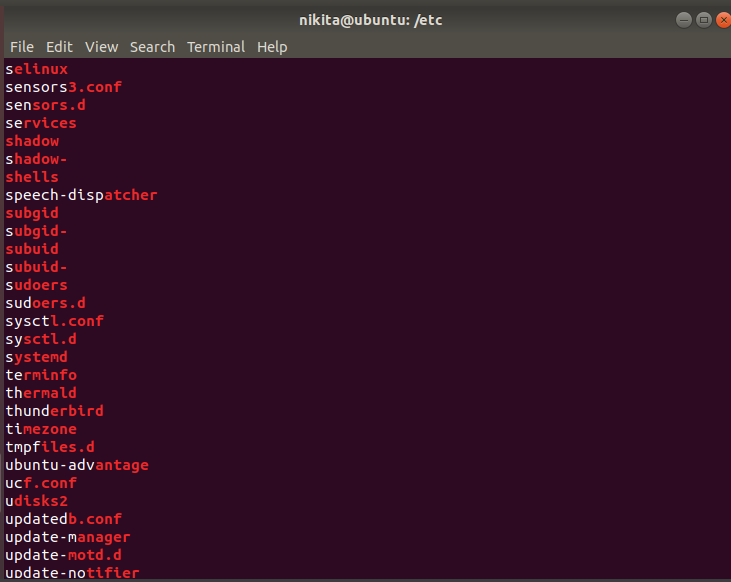 nikita@ubuntu: /etc
File Edit View Search Terminal Help
selinux
sensors3.conf
sensors.d
services
shadow
shadow-
shells
speech-dispatcher
subgid
subgid-
subuid
subuid-
sudoers
sudoers.d
sysctl.conf
sysctl.d
systemd
terminfo
thermald
thunderbird
timezone
tmpfiles.d
ubuntu-advantage
ucf.conf
udisks2
updatedb.conf
update-manager
update-motd.d
update-notifier